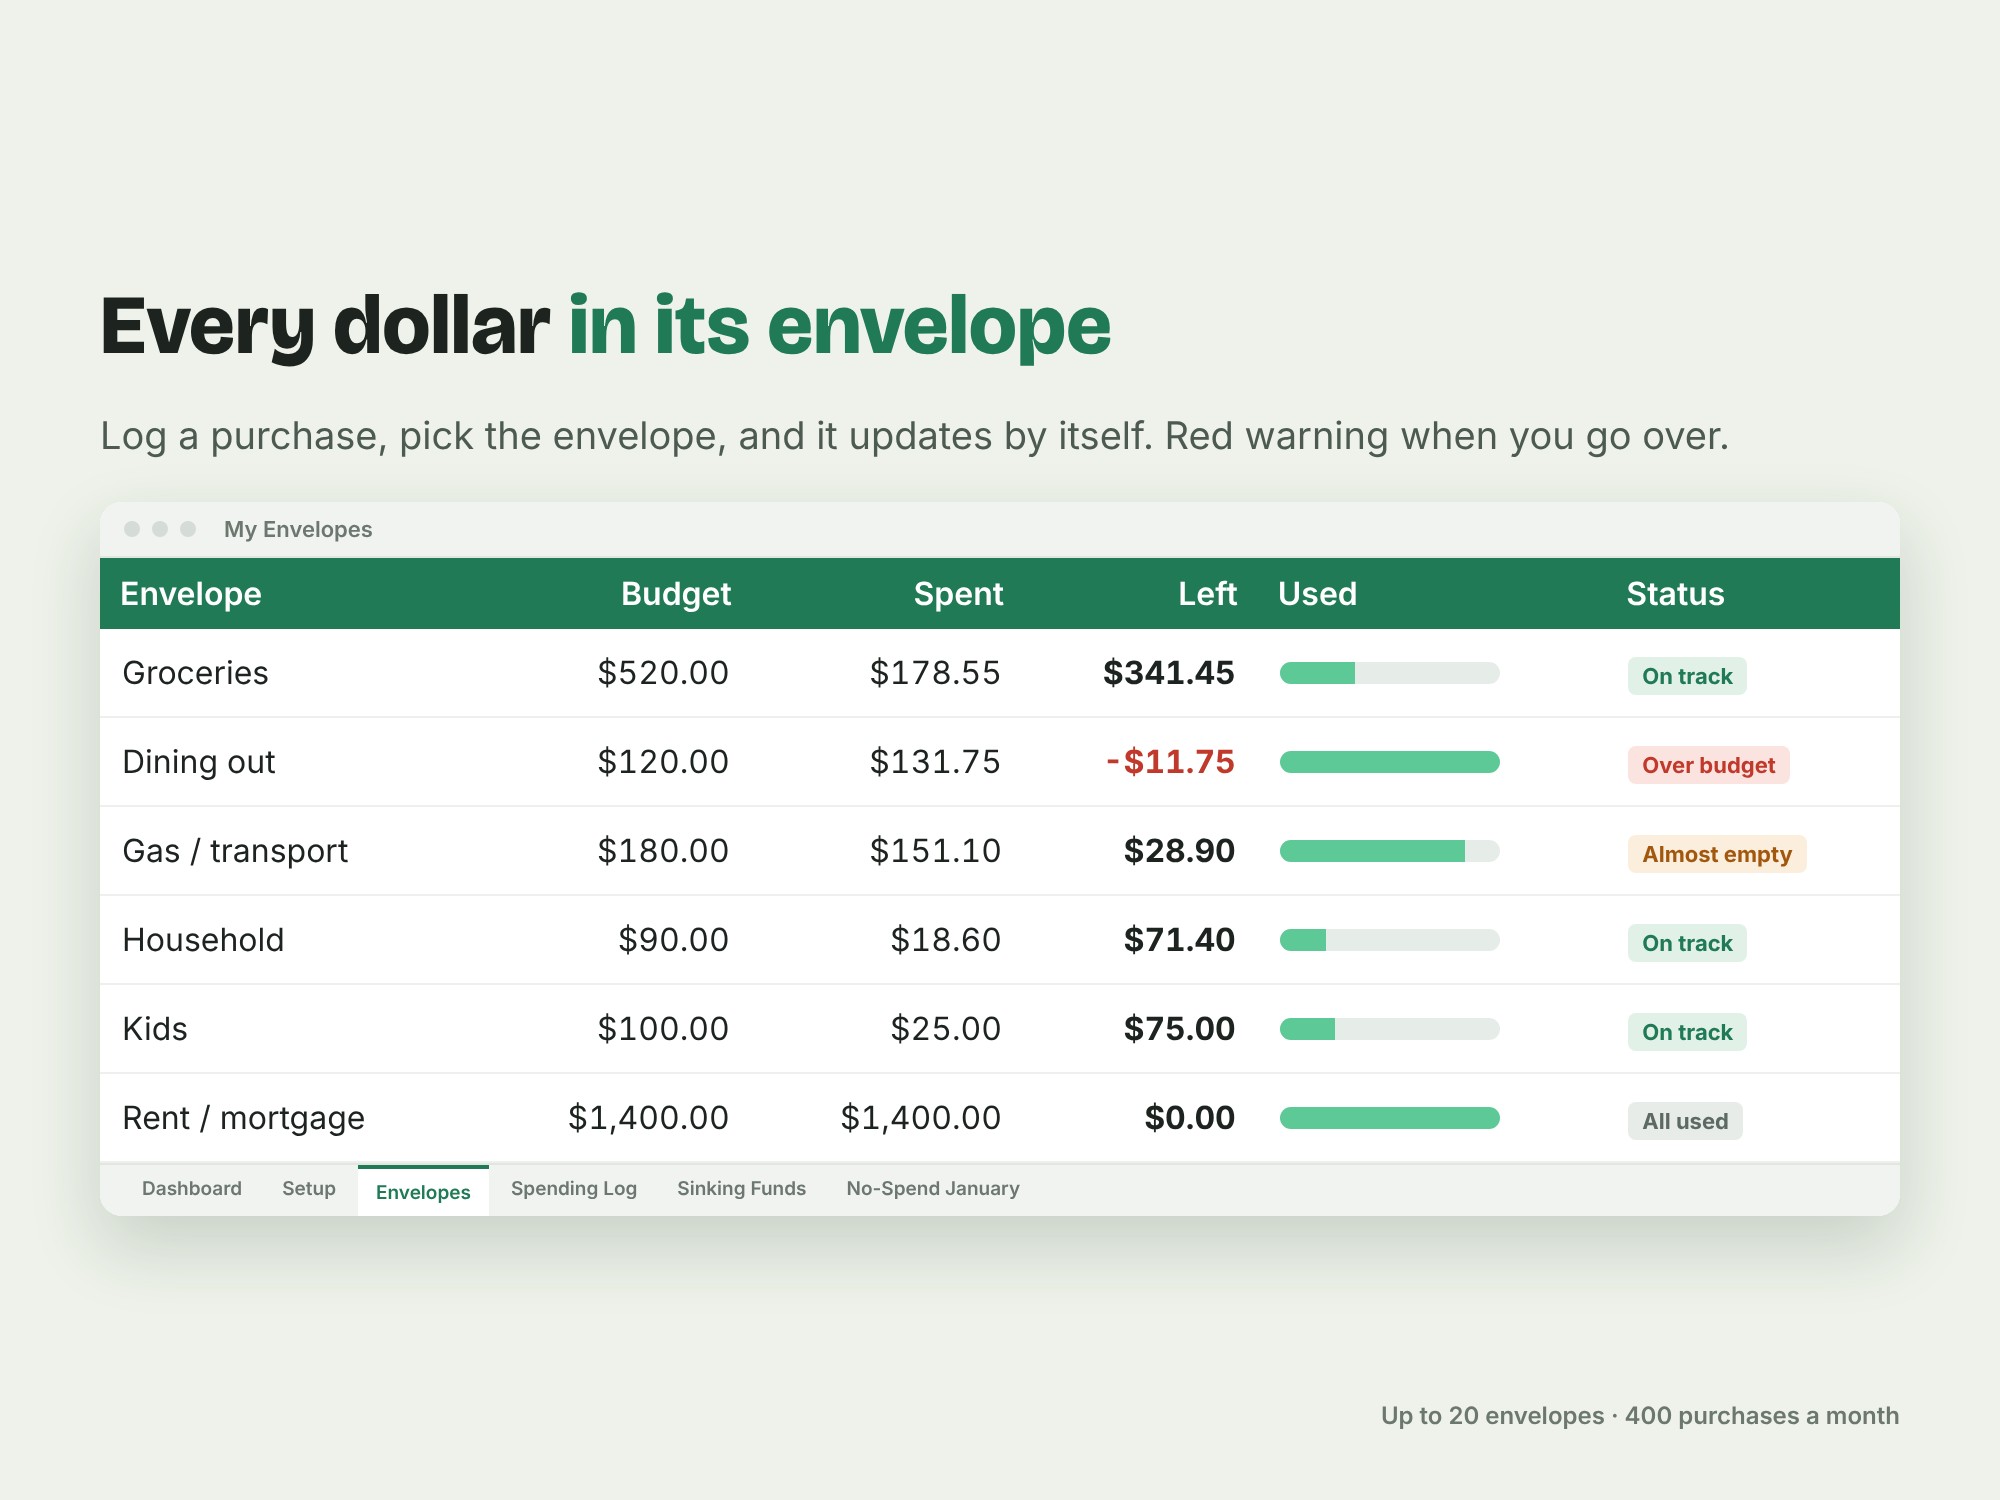 Every dollar in its envelope
Log a purchase, pick the envelope, and it updates by itself. Red warning when you go over.
My Envelopes
Envelope Budget Spent Left Used Status
Groceries $520.00 $178.55 $341.45 On track
Dining out $120.00 $131.75 -$11.75 Over budget
Gas / transport $180.00 $151.10 $28.90 Almost empty
Household $90.00 $18.60 $71.40 On track
Kids $100.00 $25.00 $75.00 On track
Rent / mortgage $1,400.00 $1,400.00 $0.00 All used
Dashboard Setup Envelopes Spending Log Sinking Funds No-Spend January
Up to 20 envelopes · 400 purchases a month